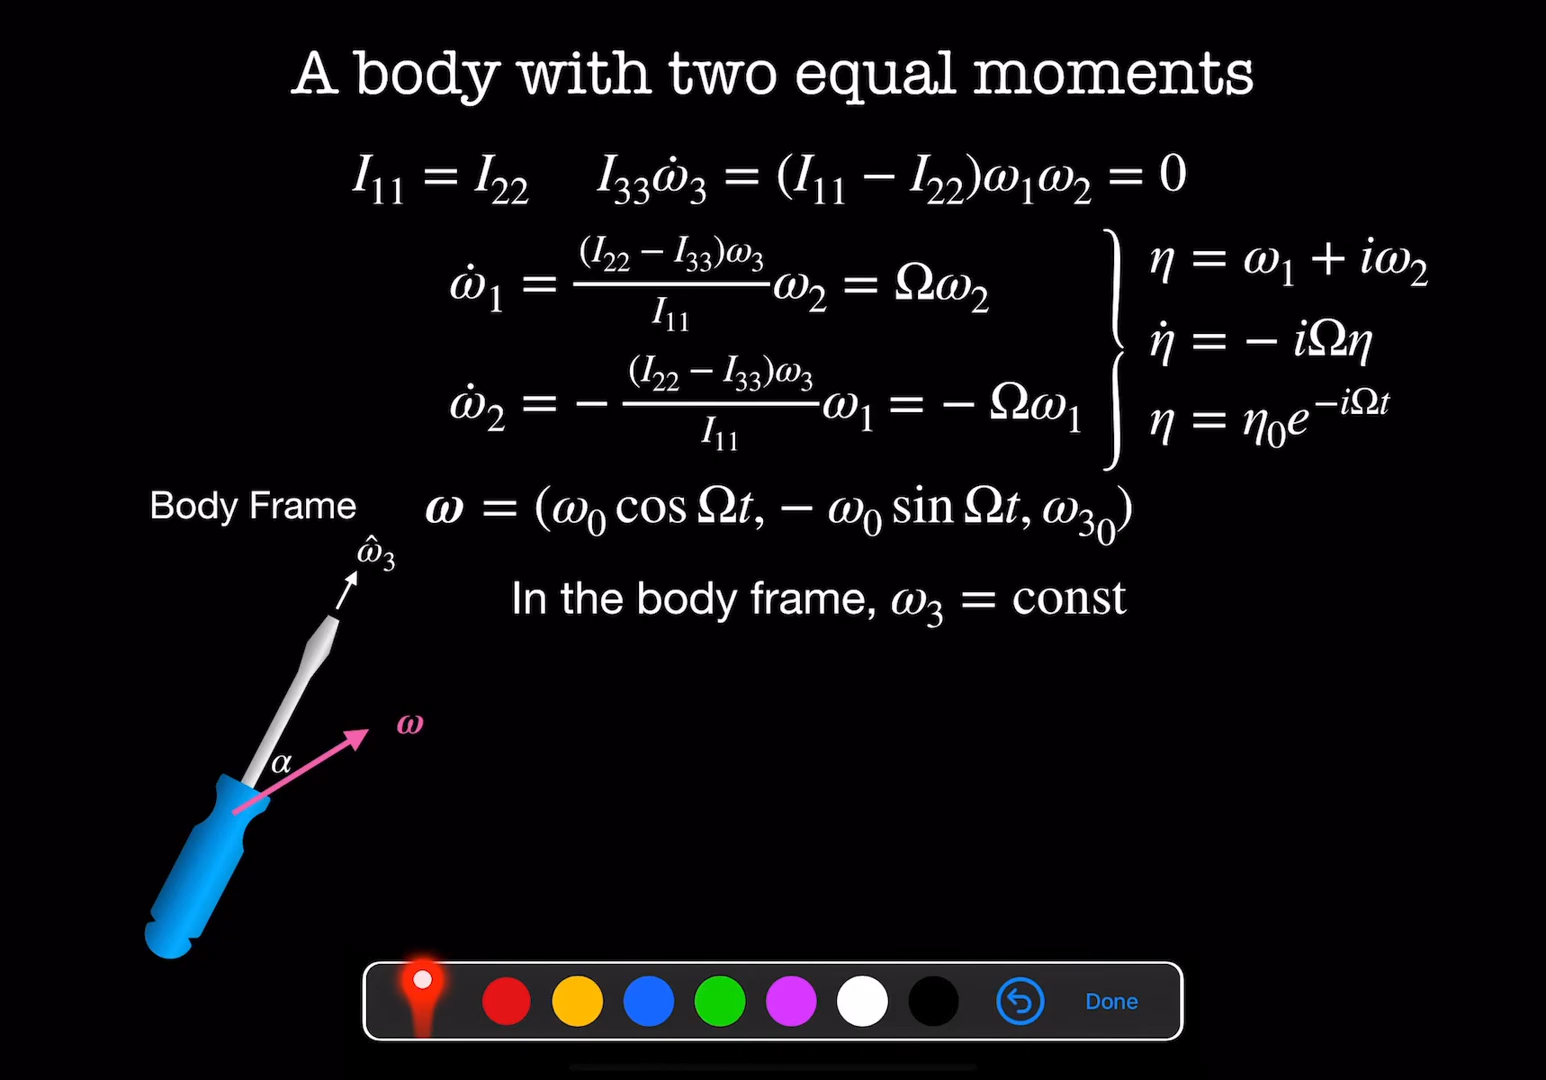 A body with two equal moments
I₁₁ = I₂₂  I₃₃ω̇₃ = (I₁₁ − I₂₂)ω₁ω₂ = 0
ω̇₁ = (I₂₂ − I₃₃)ω₃ / I₁₁ ω₂ = Ωω₂
ω̇₂ = − (I₂₂ − I₃₃)ω₃ / I₁₁ ω₁ = − Ωω₁
η = ω₁ + iω₂
η̇ = − iΩη
η = η₀e^{−iΩt}
Body Frame
ω = (ω₀ cos Ωt, − ω₀ sin Ωt, ω₃₀)
ω̂₃
In the body frame, ω₃ = const
ω
α
Done